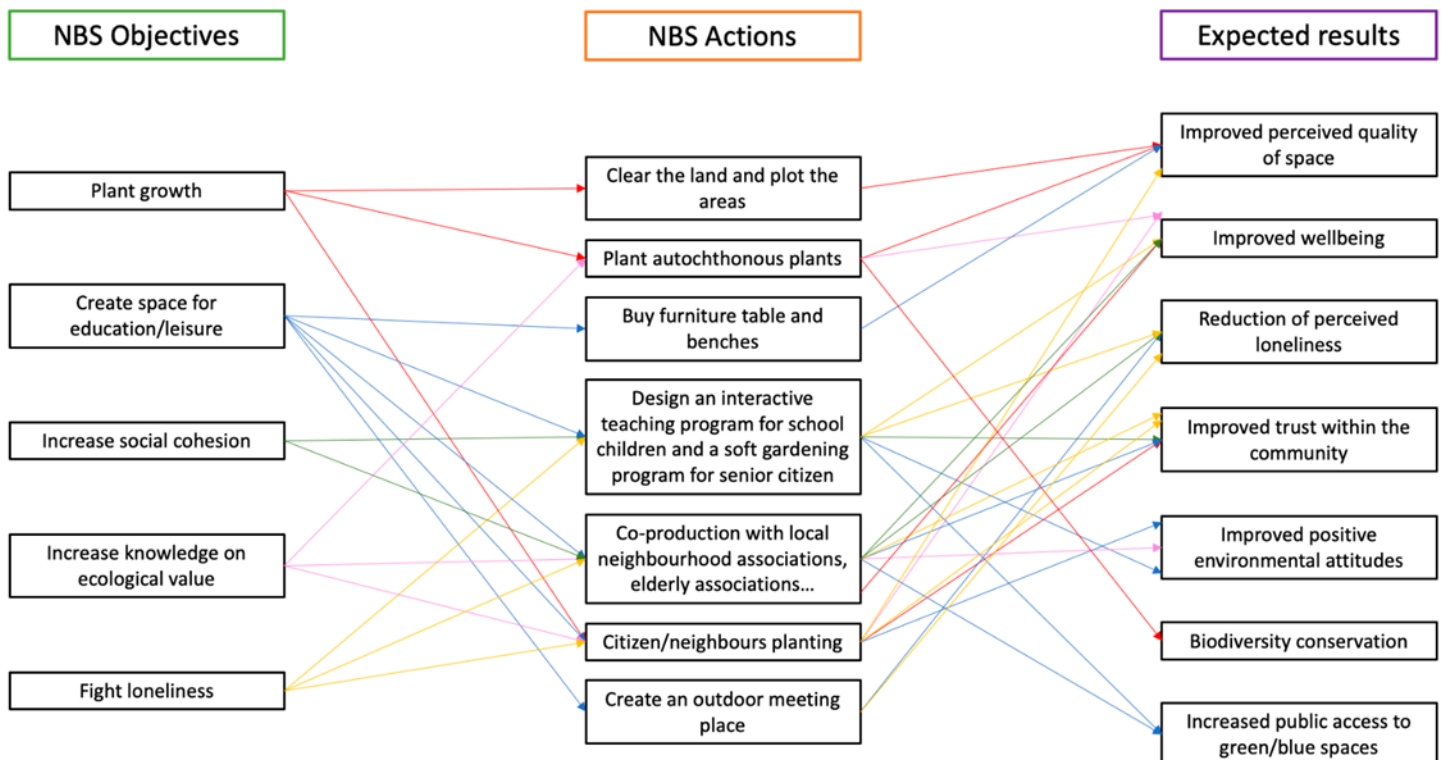 NBS Objectives
NBS Actions
Expected results
Plant growth
Create space for
education/leisure
Increase social cohesion
Increase knowledge on
ecological value
Fight loneliness
Clear the land and plot the
areas
Plant autochthonous plants
Buy furniture table and
benches
Design an interactive
teaching program for school
children and a soft gardening
program for senior citizen
Co-production with local
neighbourhood associations,
elderly associations...
Citizen/neighbours planting
Create an outdoor meeting
place
Improved perceived quality
of space
Improved wellbeing
Reduction of perceived
loneliness
Improved trust within the
community
Improved positive
environmental attitudes
Biodiversity conservation
Increased public access to
green/blue spaces